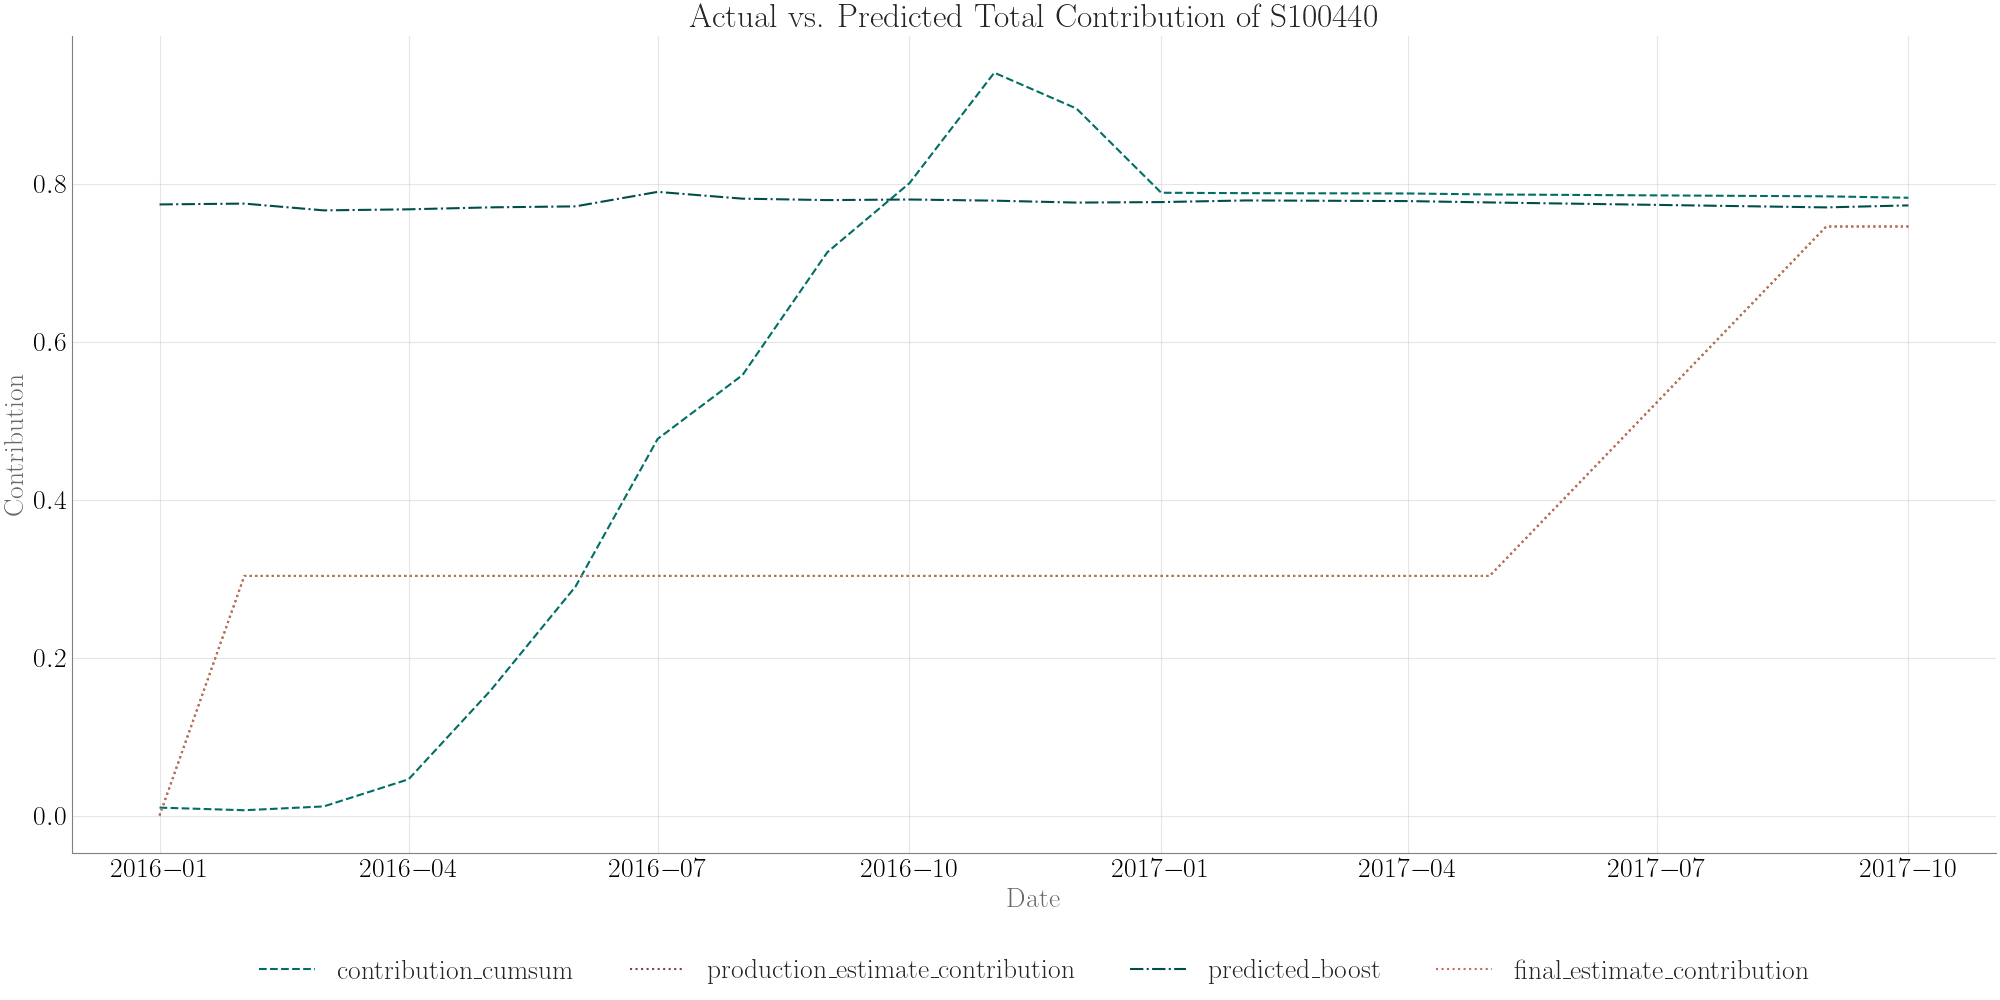 Actual vs. Predicted Total Contribution of S100440
0.8
0.6
0.4
0.2
0.0
Contribution
2016–01 2016–04 2016–07 2016–10 2017–01 2017–04 2017–07 2017–10
Date
contribution_cumsum production_estimate_contribution predicted_boost final_estimate_contribution